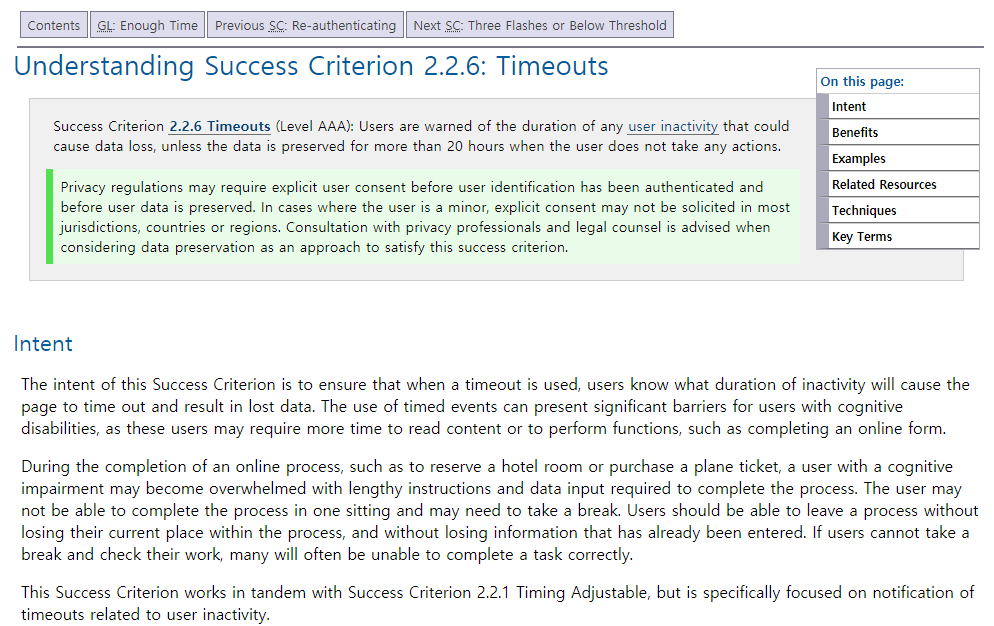 Contents
GL: Enough Time
Previous SC: Re-authenticating
Next SC: Three Flashes or Below Threshold
Understanding Success Criterion 2.2.6: Timeouts
On this page:
Intent
Benefits
Examples
Related Resources
Techniques
Key Terms
Success Criterion 2.2.6 Timeouts (Level AAA): Users are warned of the duration of any user inactivity that could
cause data loss, unless the data is preserved for more than 20 hours when the user does not take any actions.
Privacy regulations may require explicit user consent before user identification has been authenticated and
before user data is preserved. In cases where the user is a minor, explicit consent may not be solicited in most
jurisdictions, countries or regions. Consultation with privacy professionals and legal counsel is advised when
considering data preservation as an approach to satisfy this success criterion.
Intent
The intent of this Success Criterion is to ensure that when a timeout is used, users know what duration of inactivity will cause the
page to time out and result in lost data. The use of timed events can present significant barriers for users with cognitive
disabilities, as these users may require more time to read content or to perform functions, such as completing an online form.
During the completion of an online process, such as to reserve a hotel room or purchase a plane ticket, a user with a cognitive
impairment may become overwhelmed with lengthy instructions and data input required to complete the process. The user may
not be able to complete the process in one sitting and may need to take a break. Users should be able to leave a process without
losing their current place within the process, and without losing information that has already been entered. If users cannot take a
break and check their work, many will often be unable to complete a task correctly.
This Success Criterion works in tandem with Success Criterion 2.2.1 Timing Adjustable, but is specifically focused on notification of
timeouts related to user inactivity.